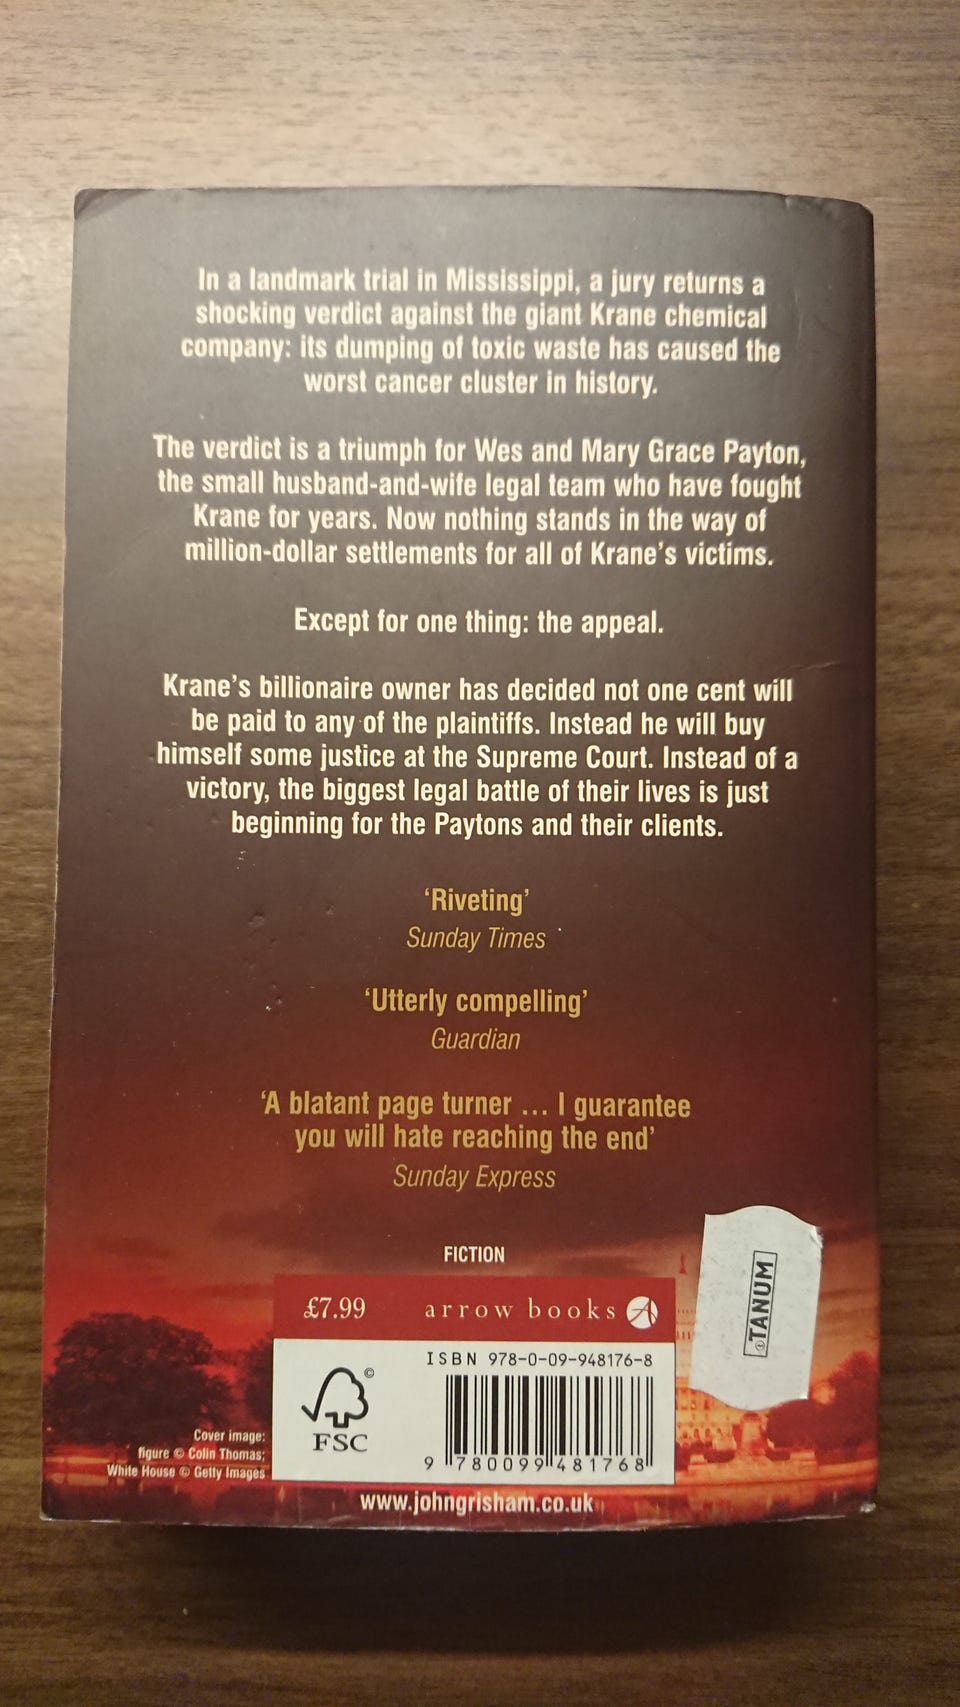 In a landmark trial in Mississippi, a jury returns a
shocking verdict against the giant Krane chemical
company: its dumping of toxic waste has caused the
worst cancer cluster in history.
The verdict is a triumph for Wes and Mary Grace Payton,
the small husband-and-wife legal team who have fought
Krane for years. Now nothing stands in the way of
million-dollar settlements for all of Krane's victims.
Except for one thing: the appeal.
Krane's billionaire owner has decided not one cent will
be paid to any of the plaintiffs. Instead he will buy
himself some justice at the Supreme Court. Instead of a
victory, the biggest legal battle of their lives is just
beginning for the Paytons and their clients.
‘Riveting’
Sunday Times
‘Utterly compelling’
Guardian
‘A blatant page turner ... I guarantee
you will hate reaching the end’
Sunday Express
FICTION
£7.99 arrow books A
ISBN 978-0-09-948176-8
©
FSC
9 780099 481768
Cover image:
figure © Colin Thomas;
White House © Getty Images
www.johngrisham.co.uk
TANUM